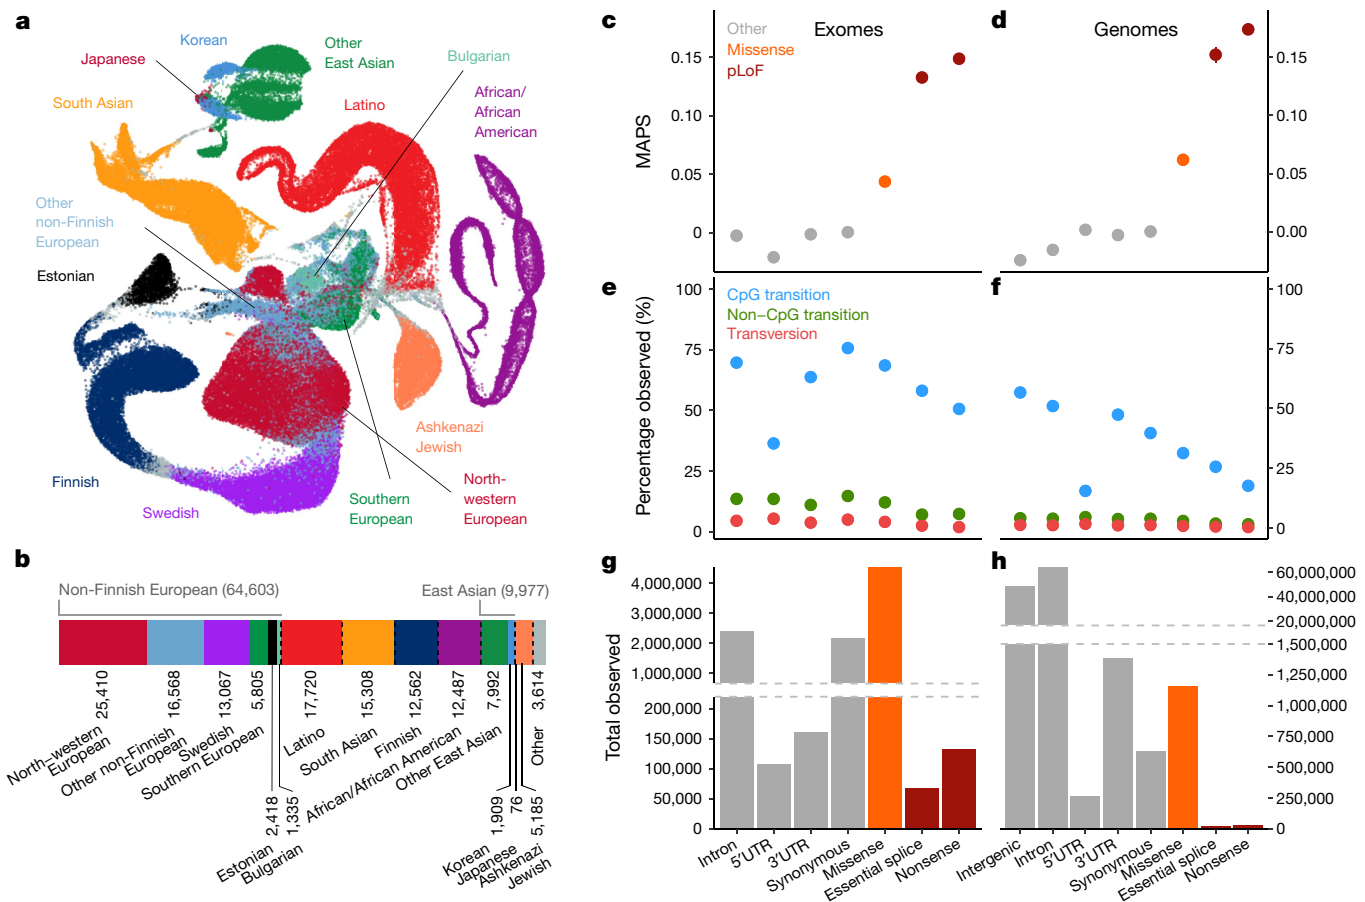 a
Korean
Japanese
Other
East Asian
Bulgarian
South Asian
Latino
African/
African
American
Other
non-Finnish
European
Estonian
Finnish
Swedish
Southern
European
North-
western
European
Ashkenazi
Jewish
b
Non-Finnish European (64,603)
East Asian (9,977)
25,410
16,568
13,067
5,805
17,720
15,308
12,562
12,487
7,992
3,614
North–western
European
Other non–Finnish
European
Swedish
Southern European
Latino
South Asian
Finnish
African/African American
Other East Asian
Other
2,418
1,335
1,909
76
5,185
Estonian
Bulgarian
Korean
Japanese
Ashkenazi
Jewish
c
Exomes
Other
Missense
pLoF
MAPS
0.15
0.10
0.05
0
d
Genomes
0.15
0.10
0.05
0.00
e
CpG transition
Non–CpG transition
Transversion
Percentage observed (%)
100
75
50
25
0
f
100
75
50
25
0
g
Total observed
4,000,000
3,000,000
2,000,000
1,000,000
200,000
150,000
100,000
50,000
0
Intron
5′UTR
3′UTR
Synonymous
Missense
Essential splice
Nonsense
h
60,000,000
40,000,000
20,000,000
1,500,000
1,250,000
1,000,000
750,000
500,000
250,000
0
Intergenic
Intron
5′UTR
3′UTR
Synonymous
Missense
Essential splice
Nonsense